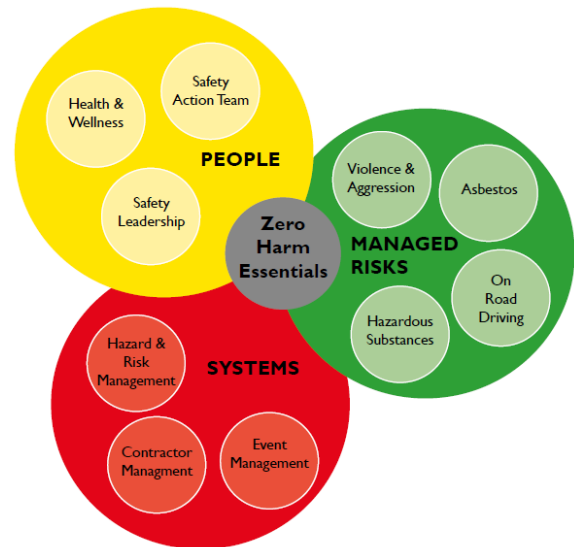 Safety
Action Team
Health &
Wellness
PEOPLE
Safety
Leadership
Violence &
Aggression
Asbestos
Zero
Harm
Essentials
MANAGED
RISKS
On
Road
Driving
Hazardous
Substances
Hazard &
Risk
Management
SYSTEMS
Contractor
Managment
Event
Management